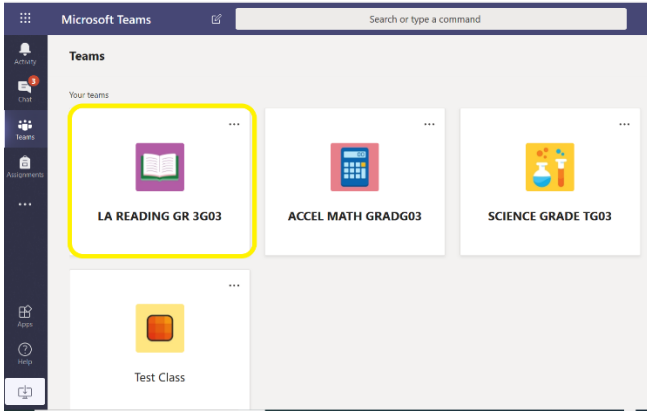 Microsoft Teams
Search or type a command
Activity
Teams
3
Chat
Your teams
Teams
Assignments
LA READING GR 3G03
ACCEL MATH GRADG03
SCIENCE GRADE TG03
Apps
Help
Test Class